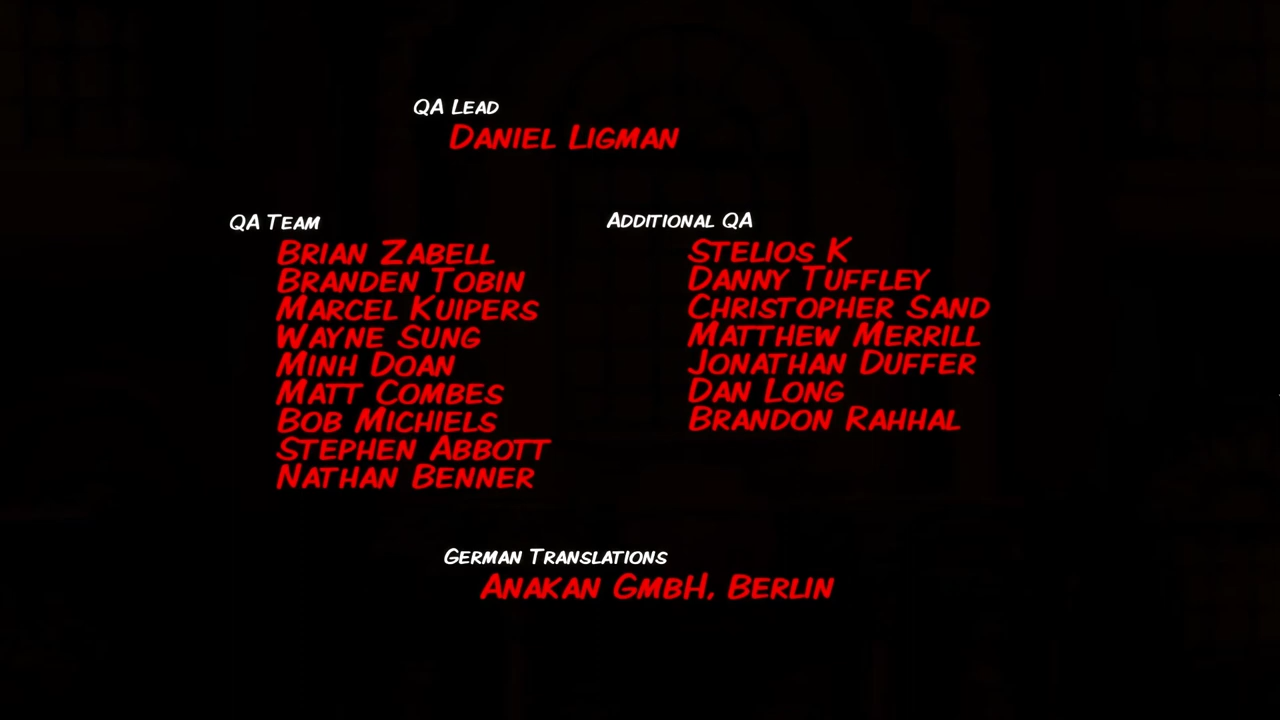 QA Lead
Daniel Ligman
QA Team
Brian Zabell
Branden Tobin
Marcel Kuipers
Wayne Sung
Minh Doan
Matt Combes
Bob Michiels
Stephen Abbott
Nathan Benner
Additional QA
Stelios K
Danny Tuffley
Christopher Sand
Matthew Merrill
Jonathan Duffer
Dan Long
Brandon Rahhal
German Translations
Anakan GmbH, Berlin